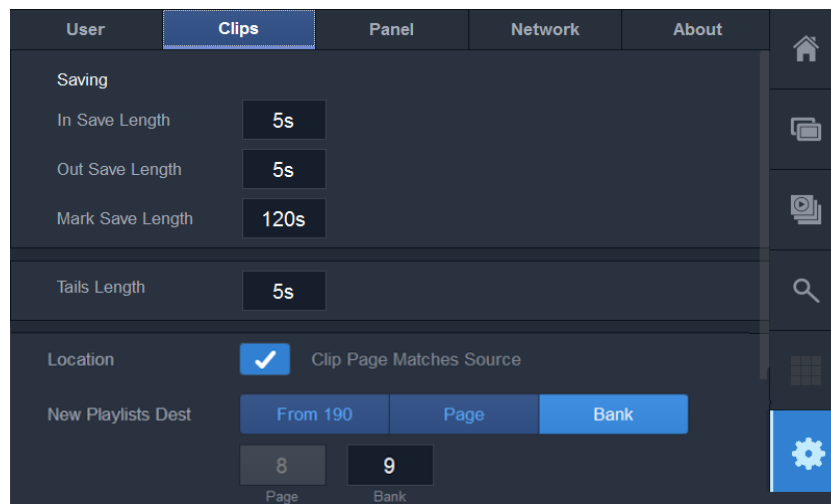 User Clips Panel Network About
Saving
In Save Length 5s
Out Save Length 5s
Mark Save Length 120s
Tails Length 5s
Location Clip Page Matches Source
New Playlists Dest From 190 Page Bank
8 9
Page Bank